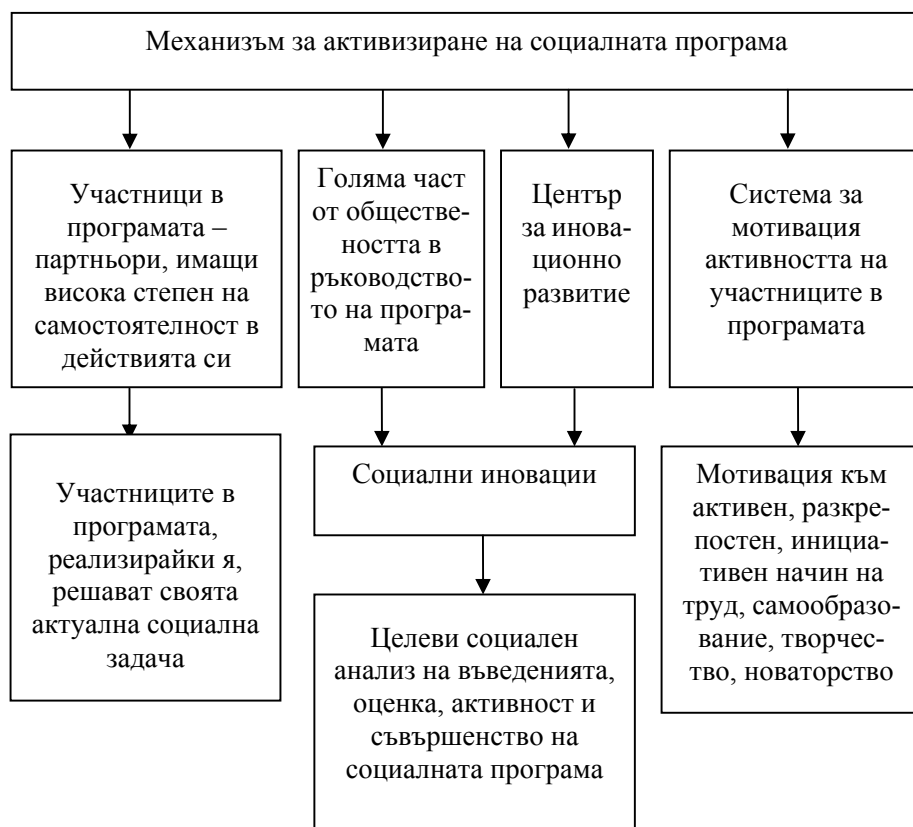 Механизъм за активизиране на социалната програма
Участници в
програмата –
партньори, имащи
висока степен на
самостоятелност в
действията си
Голяма част
от обществе-
ността в
ръководство-
то на програ-
мата
Център
за инова-
ционно
развитие
Система за
мотивация
активността на
участниците в
програмата
Участниците в
програмата,
реализирайки я,
решават своята
актуална социална
задача
Социални иновации
Мотивация към
активен, разкре-
постен, инициа-
тивен начин на
труд, самообразо-
вание, творчес-
тво, новаторство
Целеви социален
анализ на въведенията,
оценка, активност и
съвършенство на
социалната програма